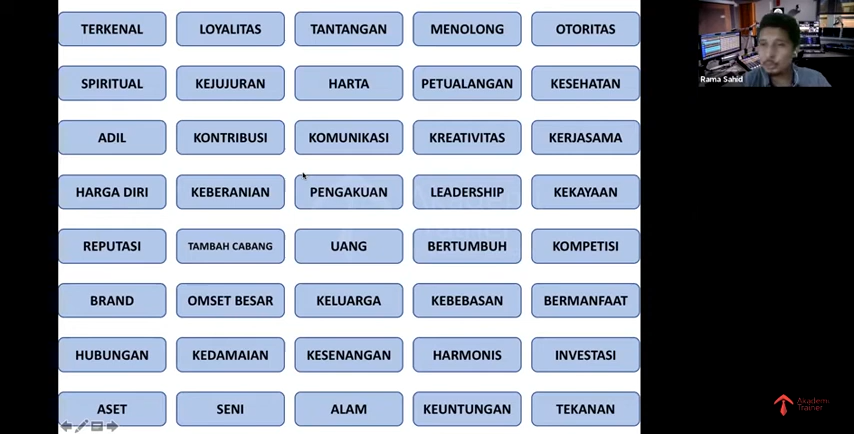 TERKENAL LOYALITAS TANTANGAN MENOLONG OTORITAS
SPIRITUAL KEJUJURAN HARTA PETUALANGAN KESEHATAN
ADIL KONTRIBUSI KOMUNIKASI KREATIVITAS KERJASAMA
HARGA DIRI KEBERANIAN PENGAKUAN LEADERSHIP KEKAYAAN
REPUTASI TAMBAH CABANG UANG BERTUMBUH KOMPETISI
BRAND OMSET BESAR KELUARGA KEBEBASAN BERMANFAAT
HUBUNGAN KEDAMAIAN KESENANGAN HARMONIS INVESTASI
ASET SENI ALAM KEUNTUNGAN TEKANAN
Rama Sahid
Akademi
Trainer